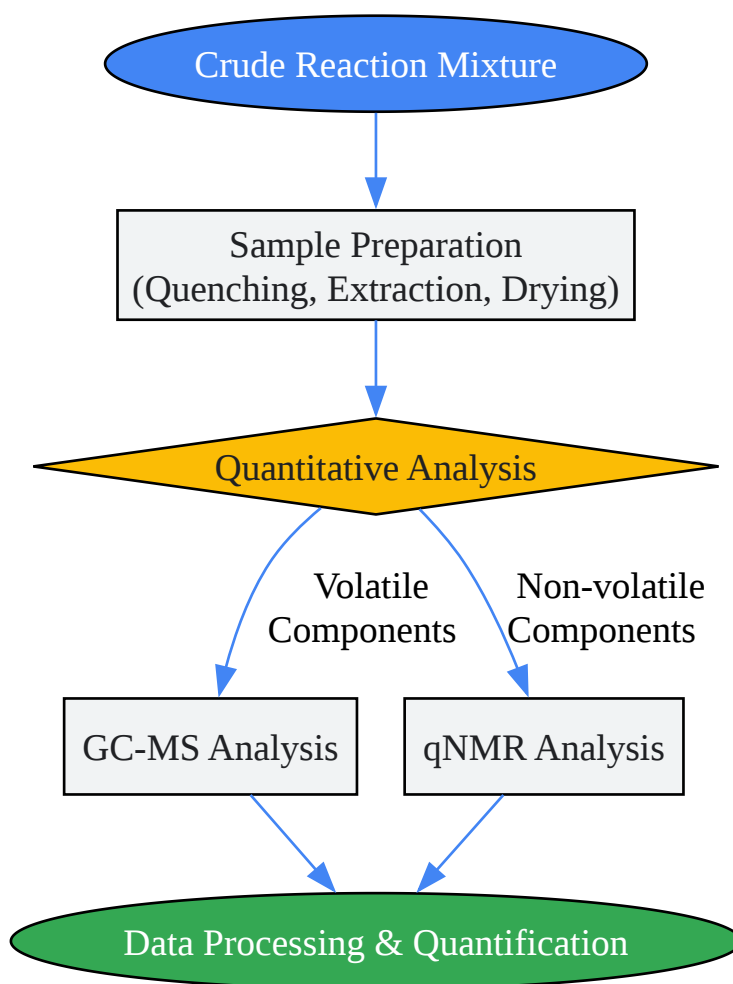 Crude Reaction Mixture
Sample Preparation
(Quenching, Extraction, Drying)
Quantitative Analysis
Volatile
Components
Non-volatile
Components
GC-MS Analysis
qNMR Analysis
Data Processing & Quantification